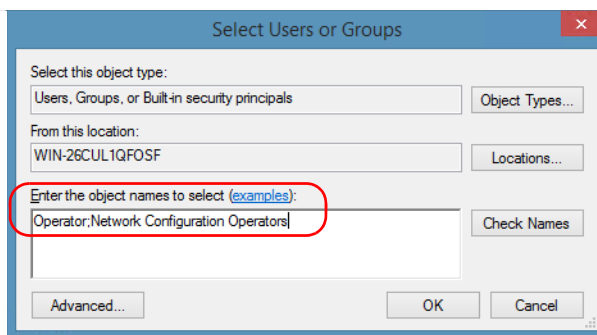 Select Users or Groups
Select this object type:
Users, Groups, or Built-in security principals
Object Types...
From this location:
WIN-26CUL1QFOSF
Locations...
Enter the object names to select (examples):
Operator;Network Configuration Operators
Check Names
Advanced...
OK
Cancel